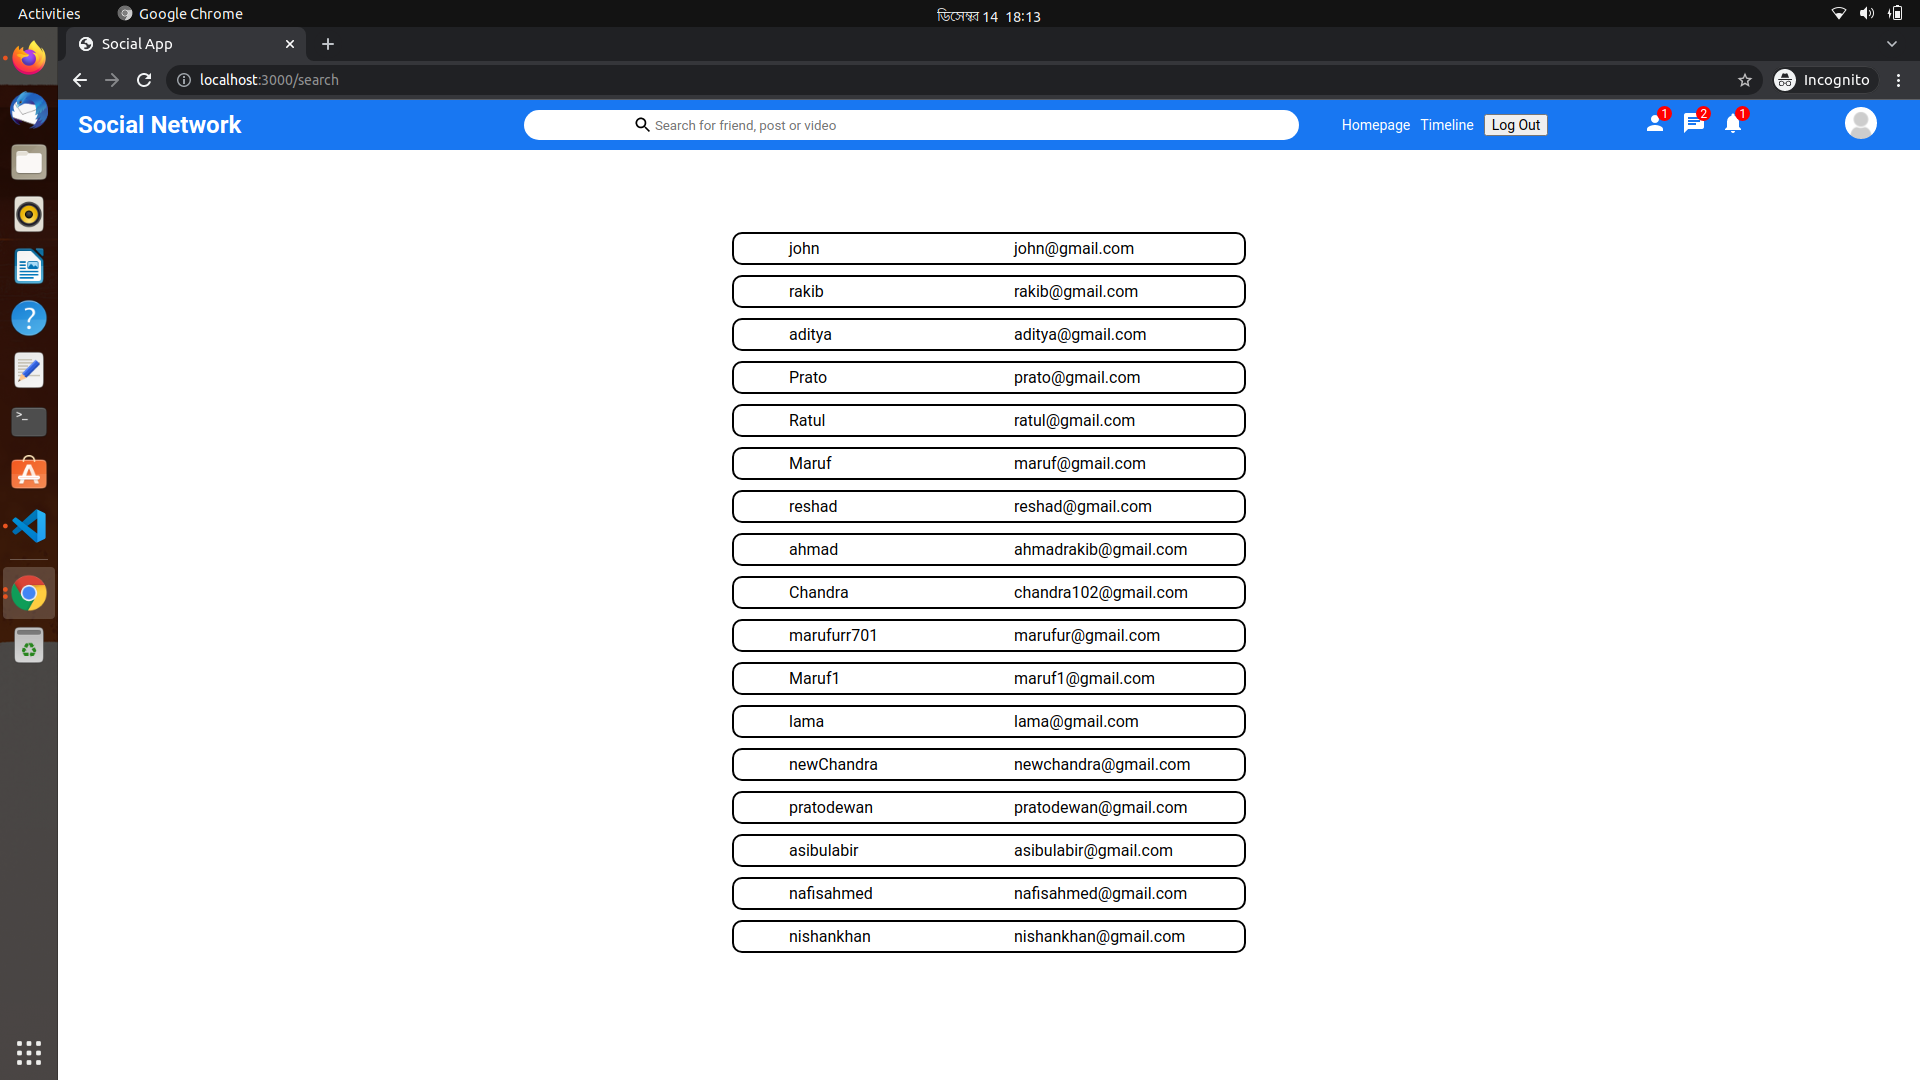 Activities Google Chrome ডিসেম্বর 14 18:13
Social App
localhost:3000/search Incognito
Social Network Search for friend, post or video Homepage Timeline Log Out 1 2 1
john john@gmail.com
rakib rakib@gmail.com
aditya aditya@gmail.com
Prato prato@gmail.com
Ratul ratul@gmail.com
Maruf maruf@gmail.com
reshad reshad@gmail.com
ahmad ahmadrakib@gmail.com
Chandra chandra102@gmail.com
marufurr701 marufur@gmail.com
Maruf1 maruf1@gmail.com
lama lama@gmail.com
newChandra newchandra@gmail.com
pratodewan pratodewan@gmail.com
asibulabir asibulabir@gmail.com
nafisahmed nafisahmed@gmail.com
nishankhan nishankhan@gmail.com